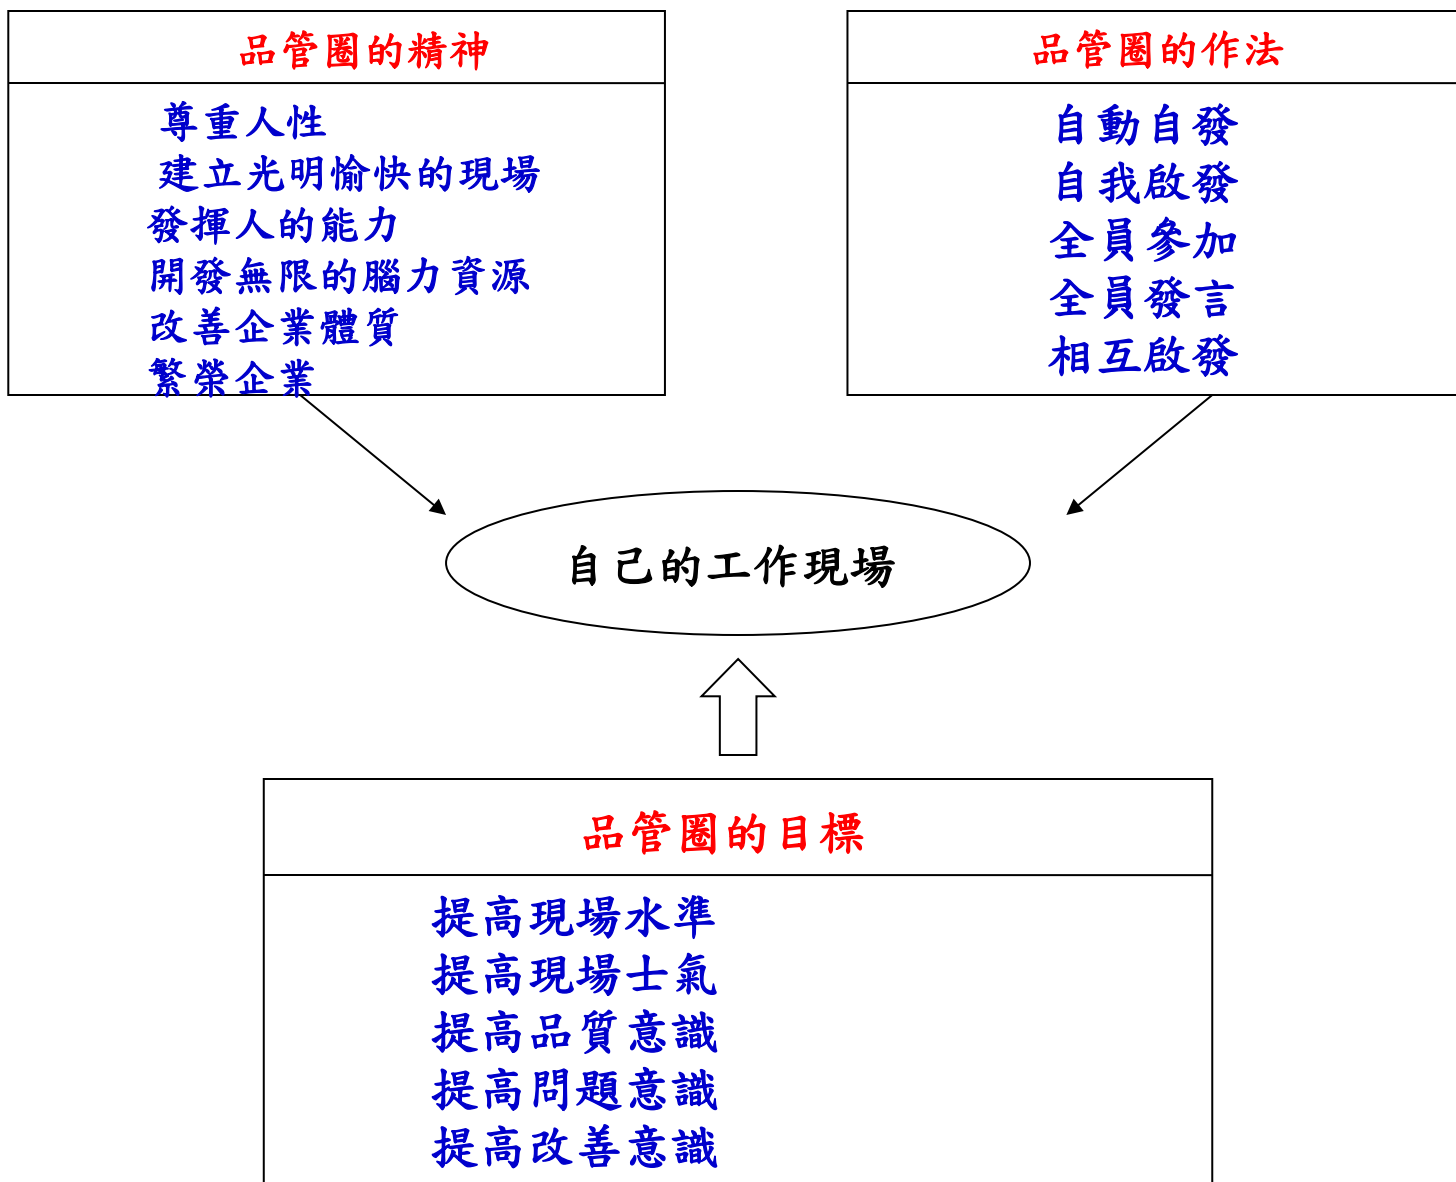 品管圈的精神
尊重人性
建立光明愉快的現場
發揮人的能力
開發無限的腦力資源
改善企業體質
繁榮企業
品管圈的作法
自動自發
自我啟發
全員參加
全員發言
相互啟發
自己的工作現場
品管圈的目標
提高現場水準
提高現場士氣
提高品質意識
提高問題意識
提高改善意識